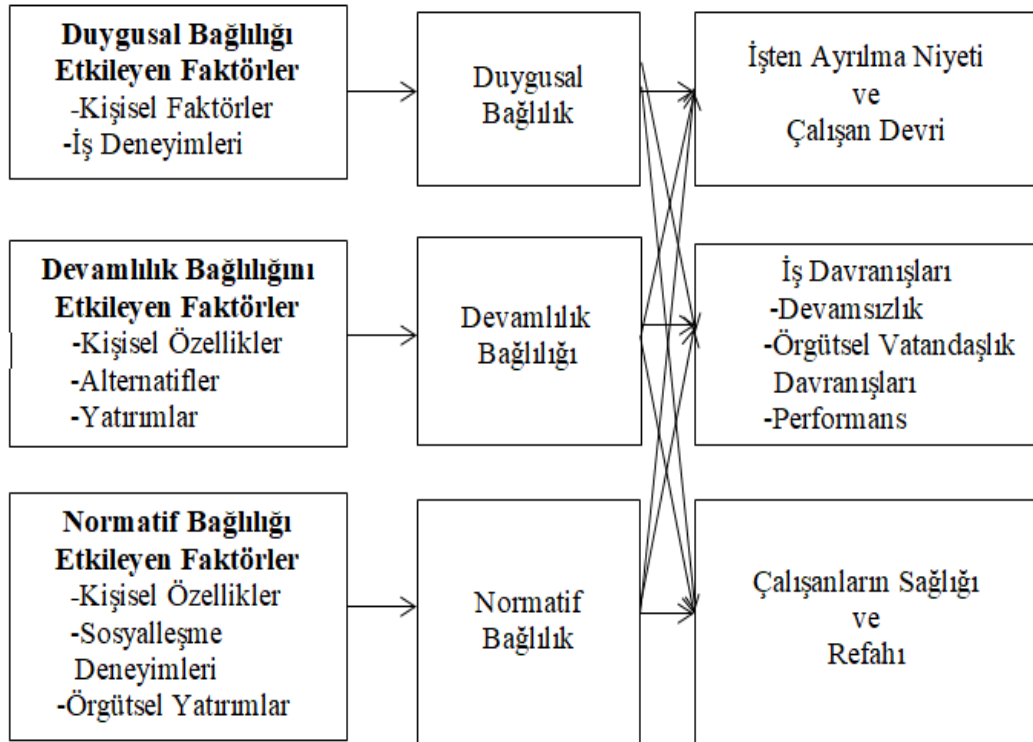 Duygusal Bağlılığı
Etkileyen Faktörler
-Kişisel Faktörler
-İş Deneyimleri
Duygusal
Bağlılık
İşten Ayrılma Niyeti
ve
Çalışan Devri
Devamlılık Bağlılığını
Etkileyen Faktörler
-Kişisel Özellikler
-Alternatifler
-Yatırımlar
Devamlılık
Bağlılığı
İş Davranışları
-Devamsızlık
-Örgütsel Vatandaşlık
Davranışları
-Performans
Normatif Bağlılığı
Etkileyen Faktörler
-Kişisel Özellikler
-Sosyalleşme
Deneyimleri
-Örgütsel Yatırımlar
Normatif
Bağlılık
Çalışanların Sağlığı
ve
Refahı